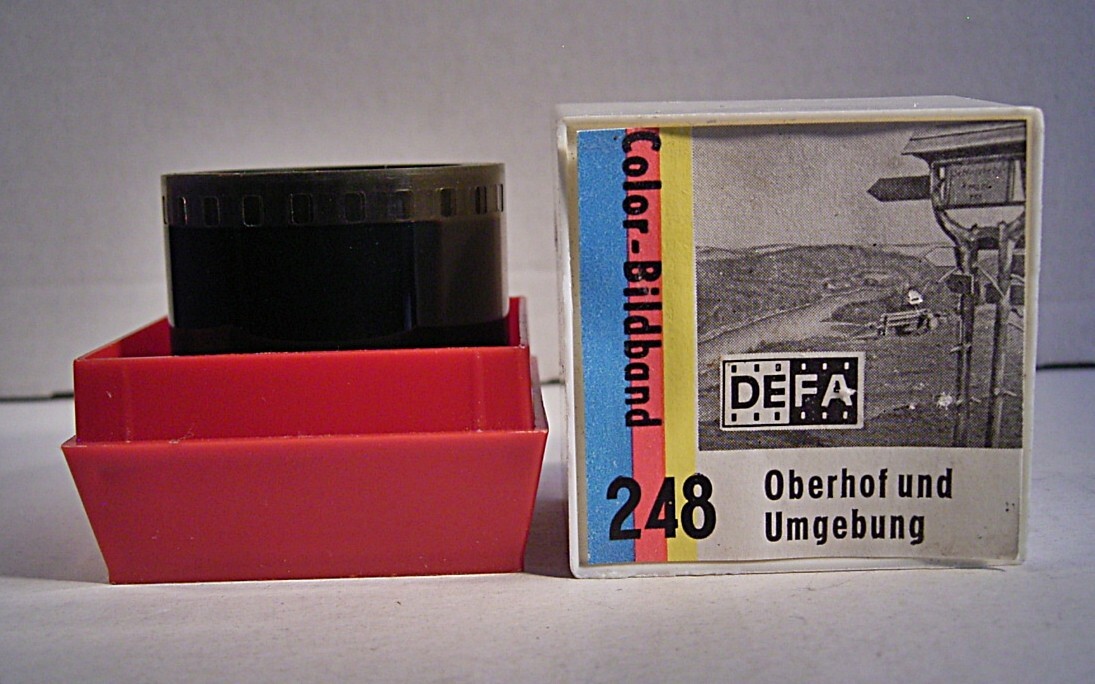 Color-Bildband
DEFA
248
Oberhof und
Umgebung